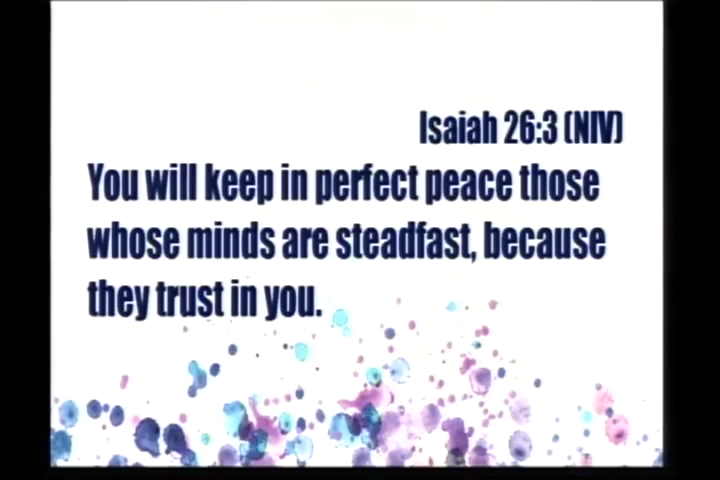 Isaiah 26:3 (NIV)
You will keep in perfect peace those
whose minds are steadfast, because
they trust in you.